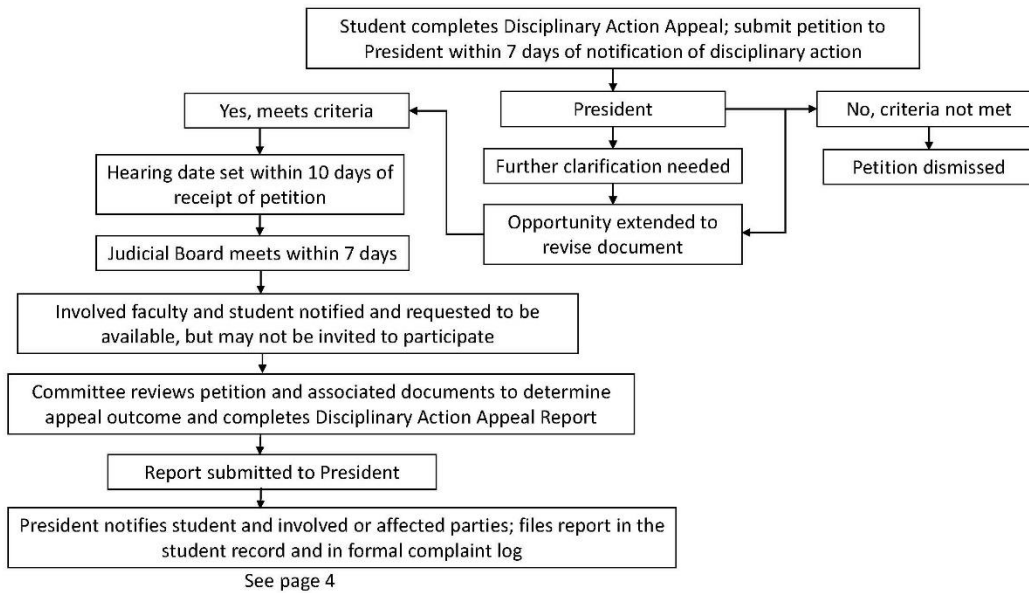 Student completes Disciplinary Action Appeal; submit petition to
President within 7 days of notification of disciplinary action
Yes, meets criteria
President
No, criteria not met
Hearing date set within 10 days of
receipt of petition
Further clarification needed
Petition dismissed
Opportunity extended to
revise document
Judicial Board meets within 7 days
Involved faculty and student notified and requested to be
available, but may not be invited to participate
Committee reviews petition and associated documents to determine
appeal outcome and completes Disciplinary Action Appeal Report
Report submitted to President
President notifies student and involved or affected parties; files report in the
student record and in formal complaint log
See page 4